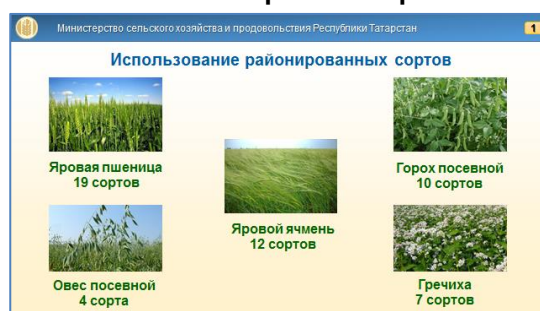 Министерство сельского хозяйства и продовольствия Республики Татарстан
1
Использование районированных сортов
Яровая пшеница
19 сортов
Горох посевной
10 сортов
Яровой ячмень
12 сортов
Овес посевной
4 сорта
Гречиха
7 сортов